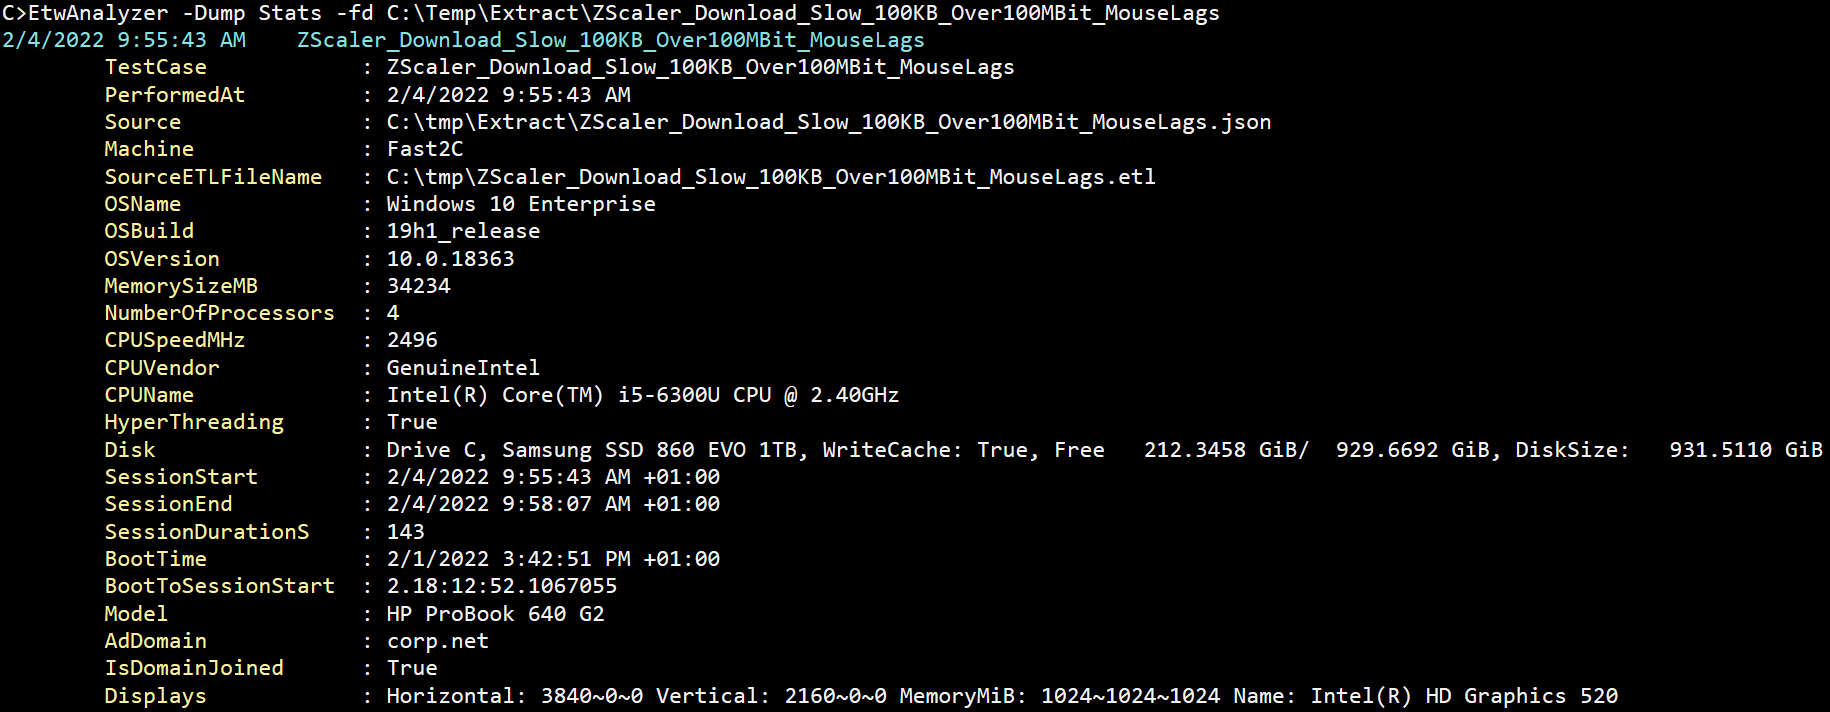 C>EtwAnalyzer -Dump Stats -fd C:\Temp\Extract\ZScaler_Download_Slow_100KB_Over100MBit_MouseLags
2/4/2022 9:55:43 AM    ZScaler_Download_Slow_100KB_Over100MBit_MouseLags
TestCase            : ZScaler_Download_Slow_100KB_Over100MBit_MouseLags
PerformedAt         : 2/4/2022 9:55:43 AM
Source              : C:\tmp\Extract\ZScaler_Download_Slow_100KB_Over100MBit_MouseLags.json
Machine             : Fast2C
SourceETLFileName   : C:\tmp\ZScaler_Download_Slow_100KB_Over100MBit_MouseLags.etl
OSName              : Windows 10 Enterprise
OSBuild             : 19h1_release
OSVersion           : 10.0.18363
MemorySizeMB        : 34234
NumberOfProcessors  : 4
CPUSpeedMHz         : 2496
CPUVendor           : GenuineIntel
CPUName             : Intel(R) Core(TM) i5-6300U CPU @ 2.40GHz
HyperThreading      : True
Disk                : Drive C, Samsung SSD 860 EVO 1TB, WriteCache: True, Free   212.3458 GiB/  929.6692 GiB, DiskSize:   931.5110 GiB
SessionStart        : 2/4/2022 9:55:43 AM +01:00
SessionEnd          : 2/4/2022 9:58:07 AM +01:00
SessionDurationS    : 143
BootTime            : 2/1/2022 3:42:51 PM +01:00
BootToSessionStart  : 2.18:12:52.1067055
Model               : HP ProBook 640 G2
AdDomain            : corp.net
IsDomainJoined      : True
Displays            : Horizontal: 3840~0~0 Vertical: 2160~0~0 MemoryMiB: 1024~1024~1024 Name: Intel(R) HD Graphics 520